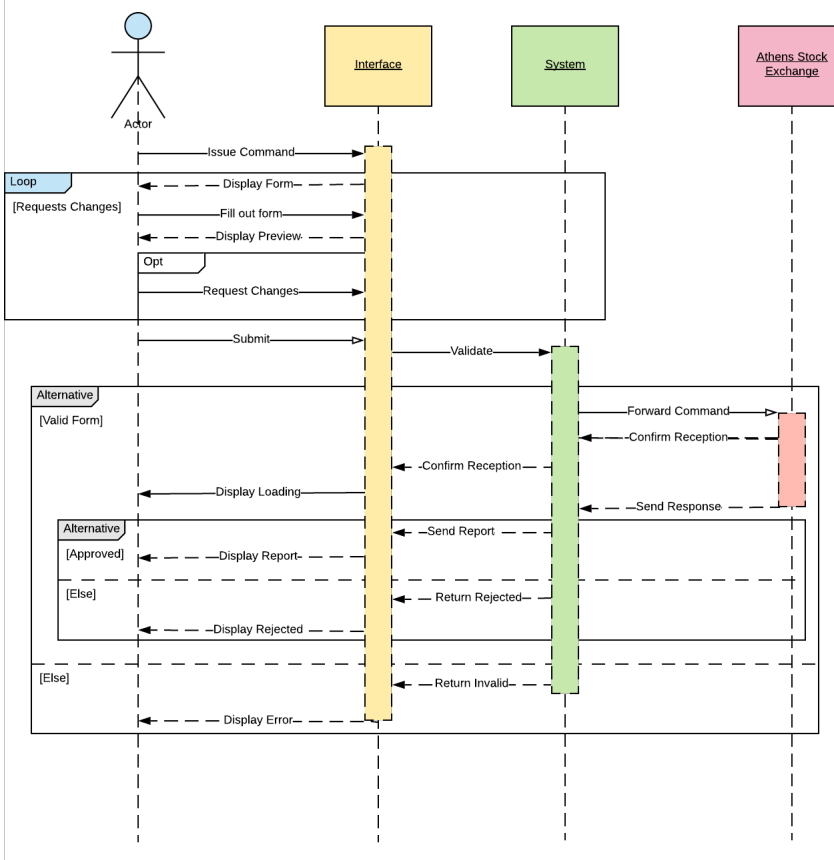 Interface
System
Athens Stock
Exchange
Actor
Issue Command
Loop
Display Form
[Requests Changes]
Fill out form
Display Preview
Opt
Request Changes
Submit
Validate
Alternative
[Valid Form]
Forward Command
Confirm Reception
Confirm Reception
Display Loading
Send Response
Alternative
Send Report
[Approved]
Display Report
[Else]
Return Rejected
Display Rejected
[Else]
Return Invalid
Display Error